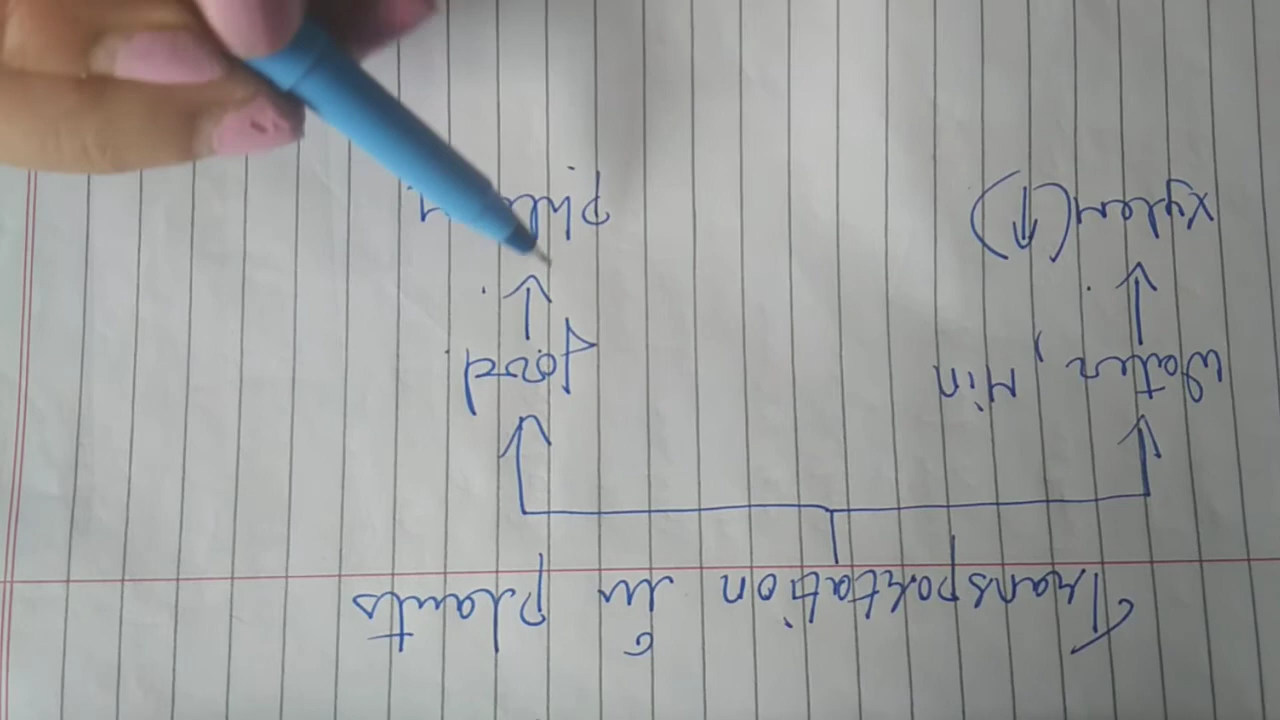 Transportation in Plants
Water, Min food
Xylem (↑)